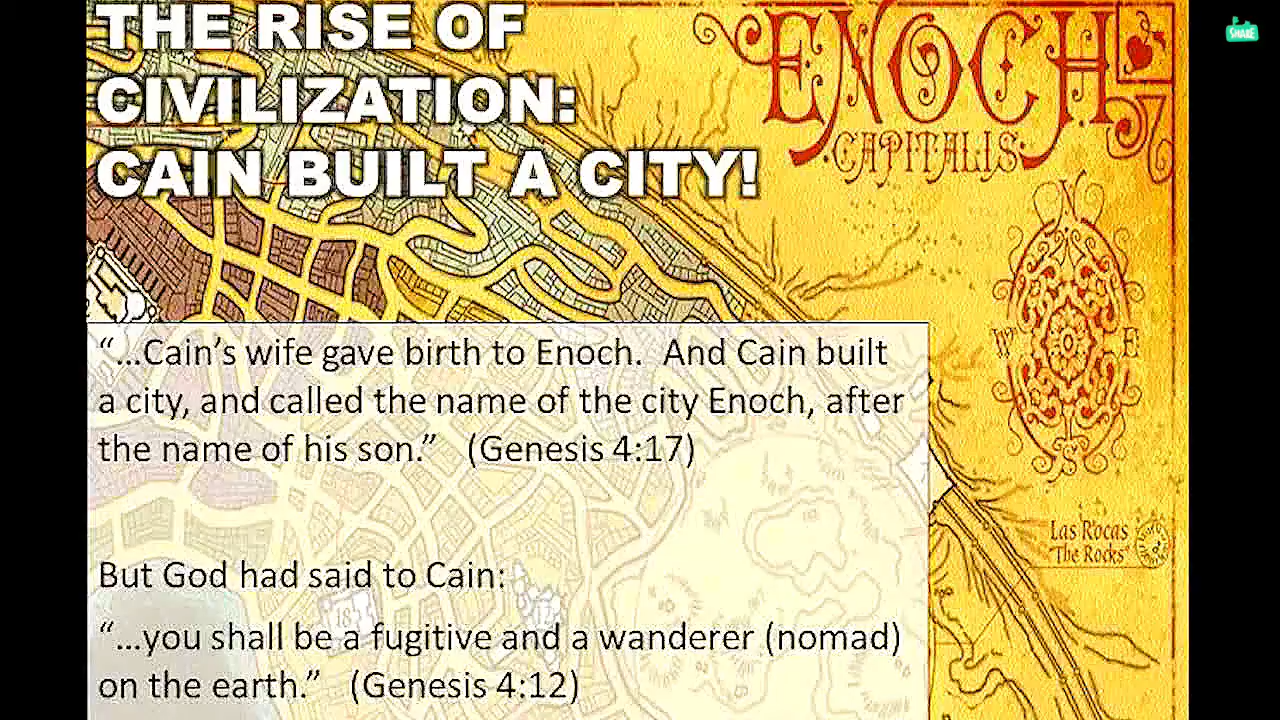 THE RISE OF
CIVILIZATION:
CAIN BUILT A CITY!
ENOCH
CAPITALIS
SHARE
N
W
E
“…Cain’s wife gave birth to Enoch.  And Cain built
a city, and called the name of the city Enoch, after
the name of his son.”   (Genesis 4:17)
Las Rocas
"The Rocks"
But God had said to Cain:
18
17
“…you shall be a fugitive and a wanderer (nomad)
on the earth.”   (Genesis 4:12)